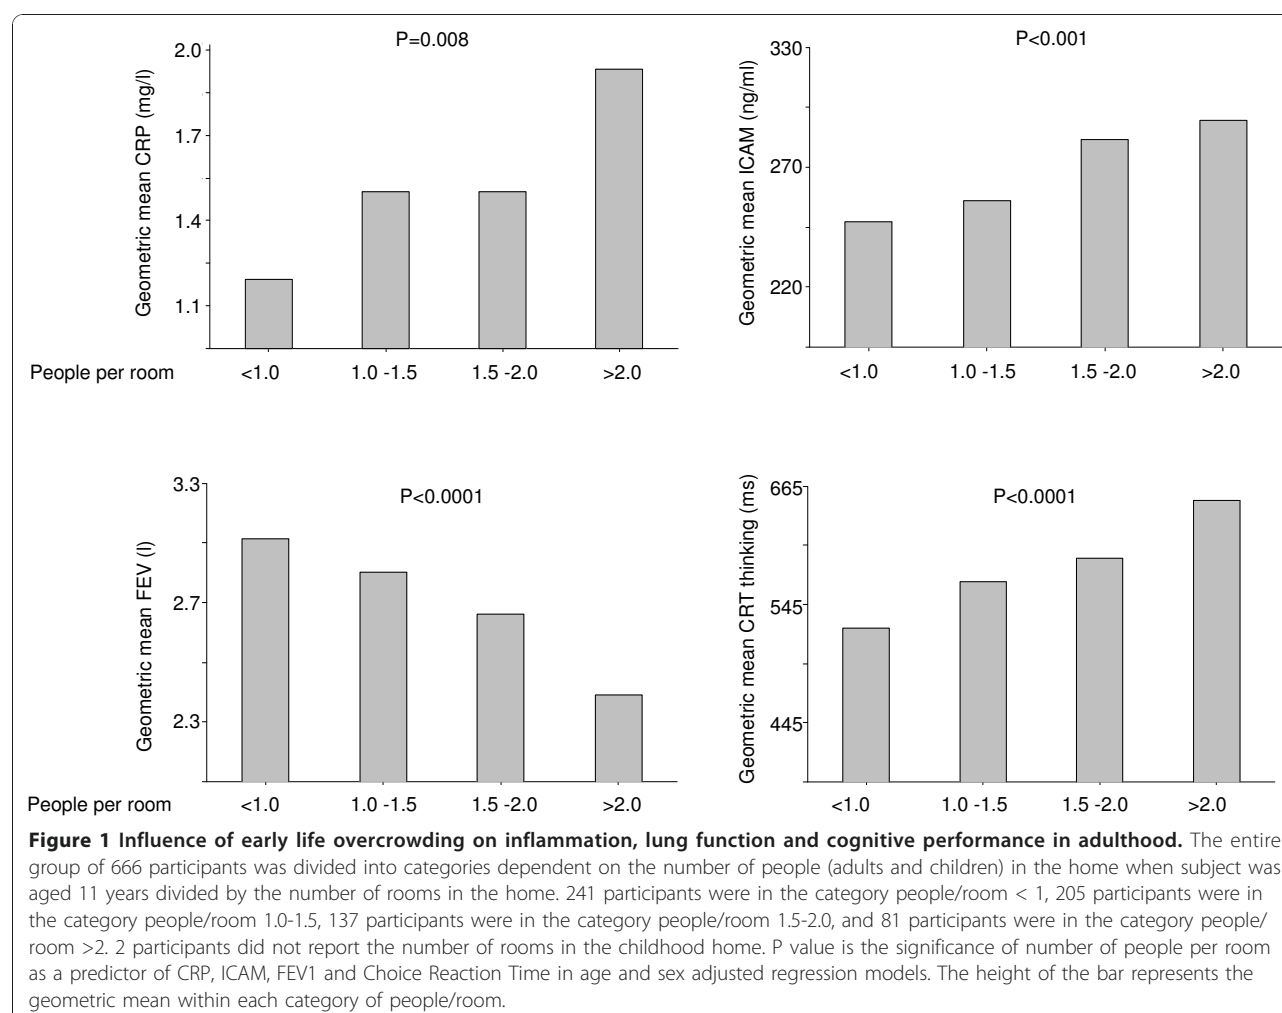 P=0.008
Geometric mean CRP (mg/l)
2.0
1.7
1.4
1.1
People per room
<1.0
1.0 -1.5
1.5 -2.0
>2.0
P<0.001
Geometric mean ICAM (ng/ml)
330
270
220
<1.0
1.0 -1.5
1.5 -2.0
>2.0
P<0.0001
Geometric mean FEV (l)
3.3
2.7
2.3
People per room
<1.0
1.0 -1.5
1.5 -2.0
>2.0
P<0.0001
Geometric mean CRT thinking (ms)
665
545
445
<1.0
1.0 -1.5
1.5 -2.0
>2.0
Figure 1 Influence of early life overcrowding on inflammation, lung function and cognitive performance in adulthood. The entire
group of 666 participants was divided into categories dependent on the number of people (adults and children) in the home when subject was
aged 11 years divided by the number of rooms in the home. 241 participants were in the category people/room < 1, 205 participants were in
the category people/room 1.0-1.5, 137 participants were in the category people/room 1.5-2.0, and 81 participants were in the category people/
room >2. 2 participants did not report the number of rooms in the childhood home. P value is the significance of number of people per room
as a predictor of CRP, ICAM, FEV1 and Choice Reaction Time in age and sex adjusted regression models. The height of the bar represents the
geometric mean within each category of people/room.